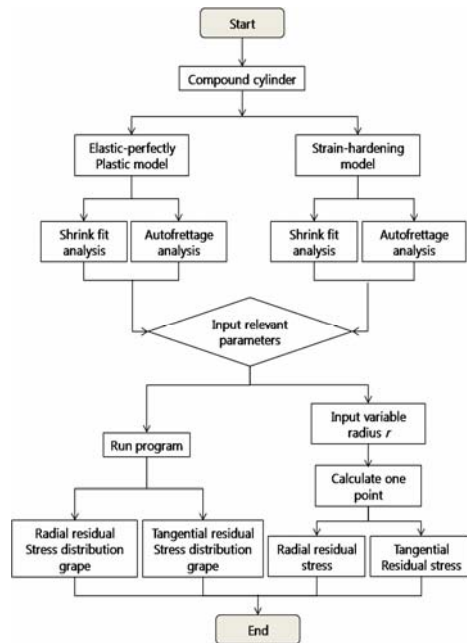 Start
Compound cylinder
Elastic-perfectly
Plastic model
Strain-hardening
model
Shrink fit
analysis
Autofrettage
analysis
Shrink fit
analysis
Autofrettage
analysis
Input relevant
parameters
Run program
Input variable
radius r
Calculate one
point
Radial residual
Stress distribution
grape
Tangential residual
Stress distribution
grape
Radial residual
stress
Tangential
Residual stress
End